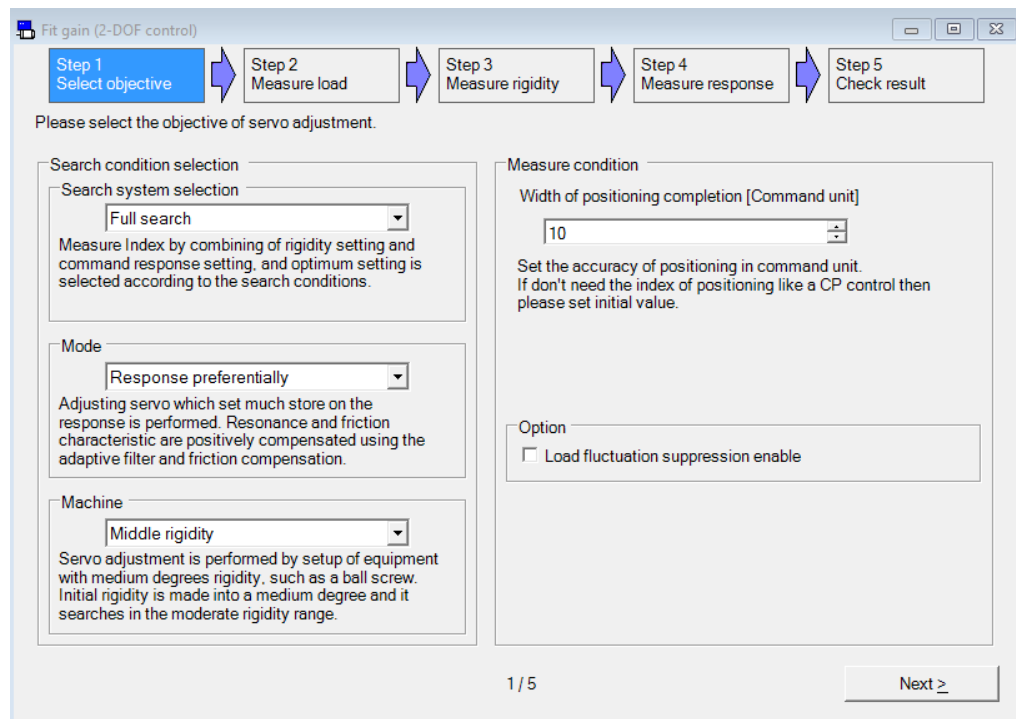 Fit gain (2-DOF control)
Step 1
Select objective
Step 2
Measure load
Step 3
Measure rigidity
Step 4
Measure response
Step 5
Check result
Please select the objective of servo adjustment.
Search condition selection
Search system selection
Full search
Measure Index by combining of rigidity setting and
command response setting, and optimum setting is
selected according to the search conditions.
Mode
Response preferentially
Adjusting servo which set much store on the
response is performed. Resonance and friction
characteristic are positively compensated using the
adaptive filter and friction compensation.
Machine
Middle rigidity
Servo adjustment is performed by setup of equipment
with medium degrees rigidity, such as a ball screw.
Initial rigidity is made into a medium degree and it
searches in the moderate rigidity range.
Measure condition
Width of positioning completion [Command unit]
10
Set the accuracy of positioning in command unit.
If don't need the index of positioning like a CP control then
please set initial value.
Option
Load fluctuation suppression enable
1 / 5
Next >